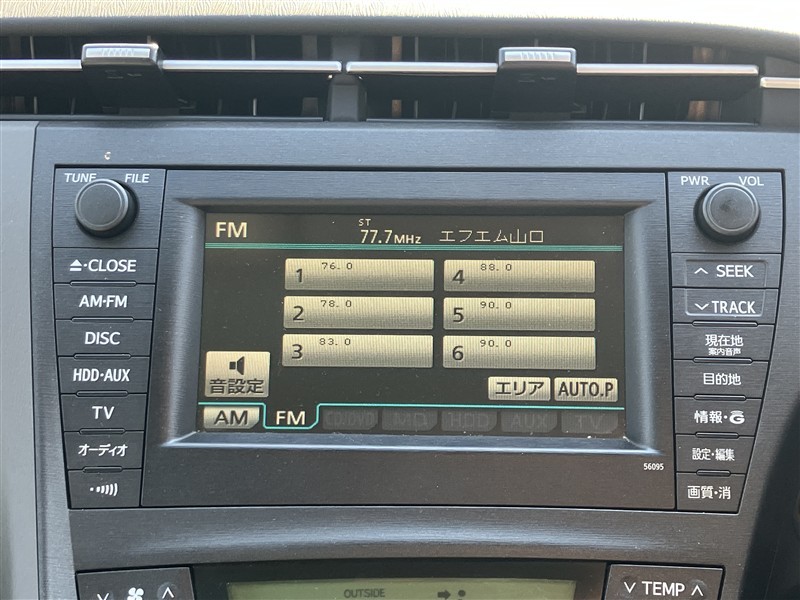 TUNE FILE
⏏・CLOSE
AM・FM
DISC
HDD・AUX
TV
オーディオ
FM
ST
77.7MHz エフエム山口
1 76.0
4 88.0
2 78.0
5 90.0
3 83.0
6 90.0
音設定
エリア AUTO.P
AM FM CD/DVD MD HDD AUX TV
56095
PWR VOL
∧ SEEK
∨ TRACK
現在地
案内音声
目的地
情報・G
設定・編集
画質・消
OUTSIDE
∨ ∧
∨ TEMP ∧